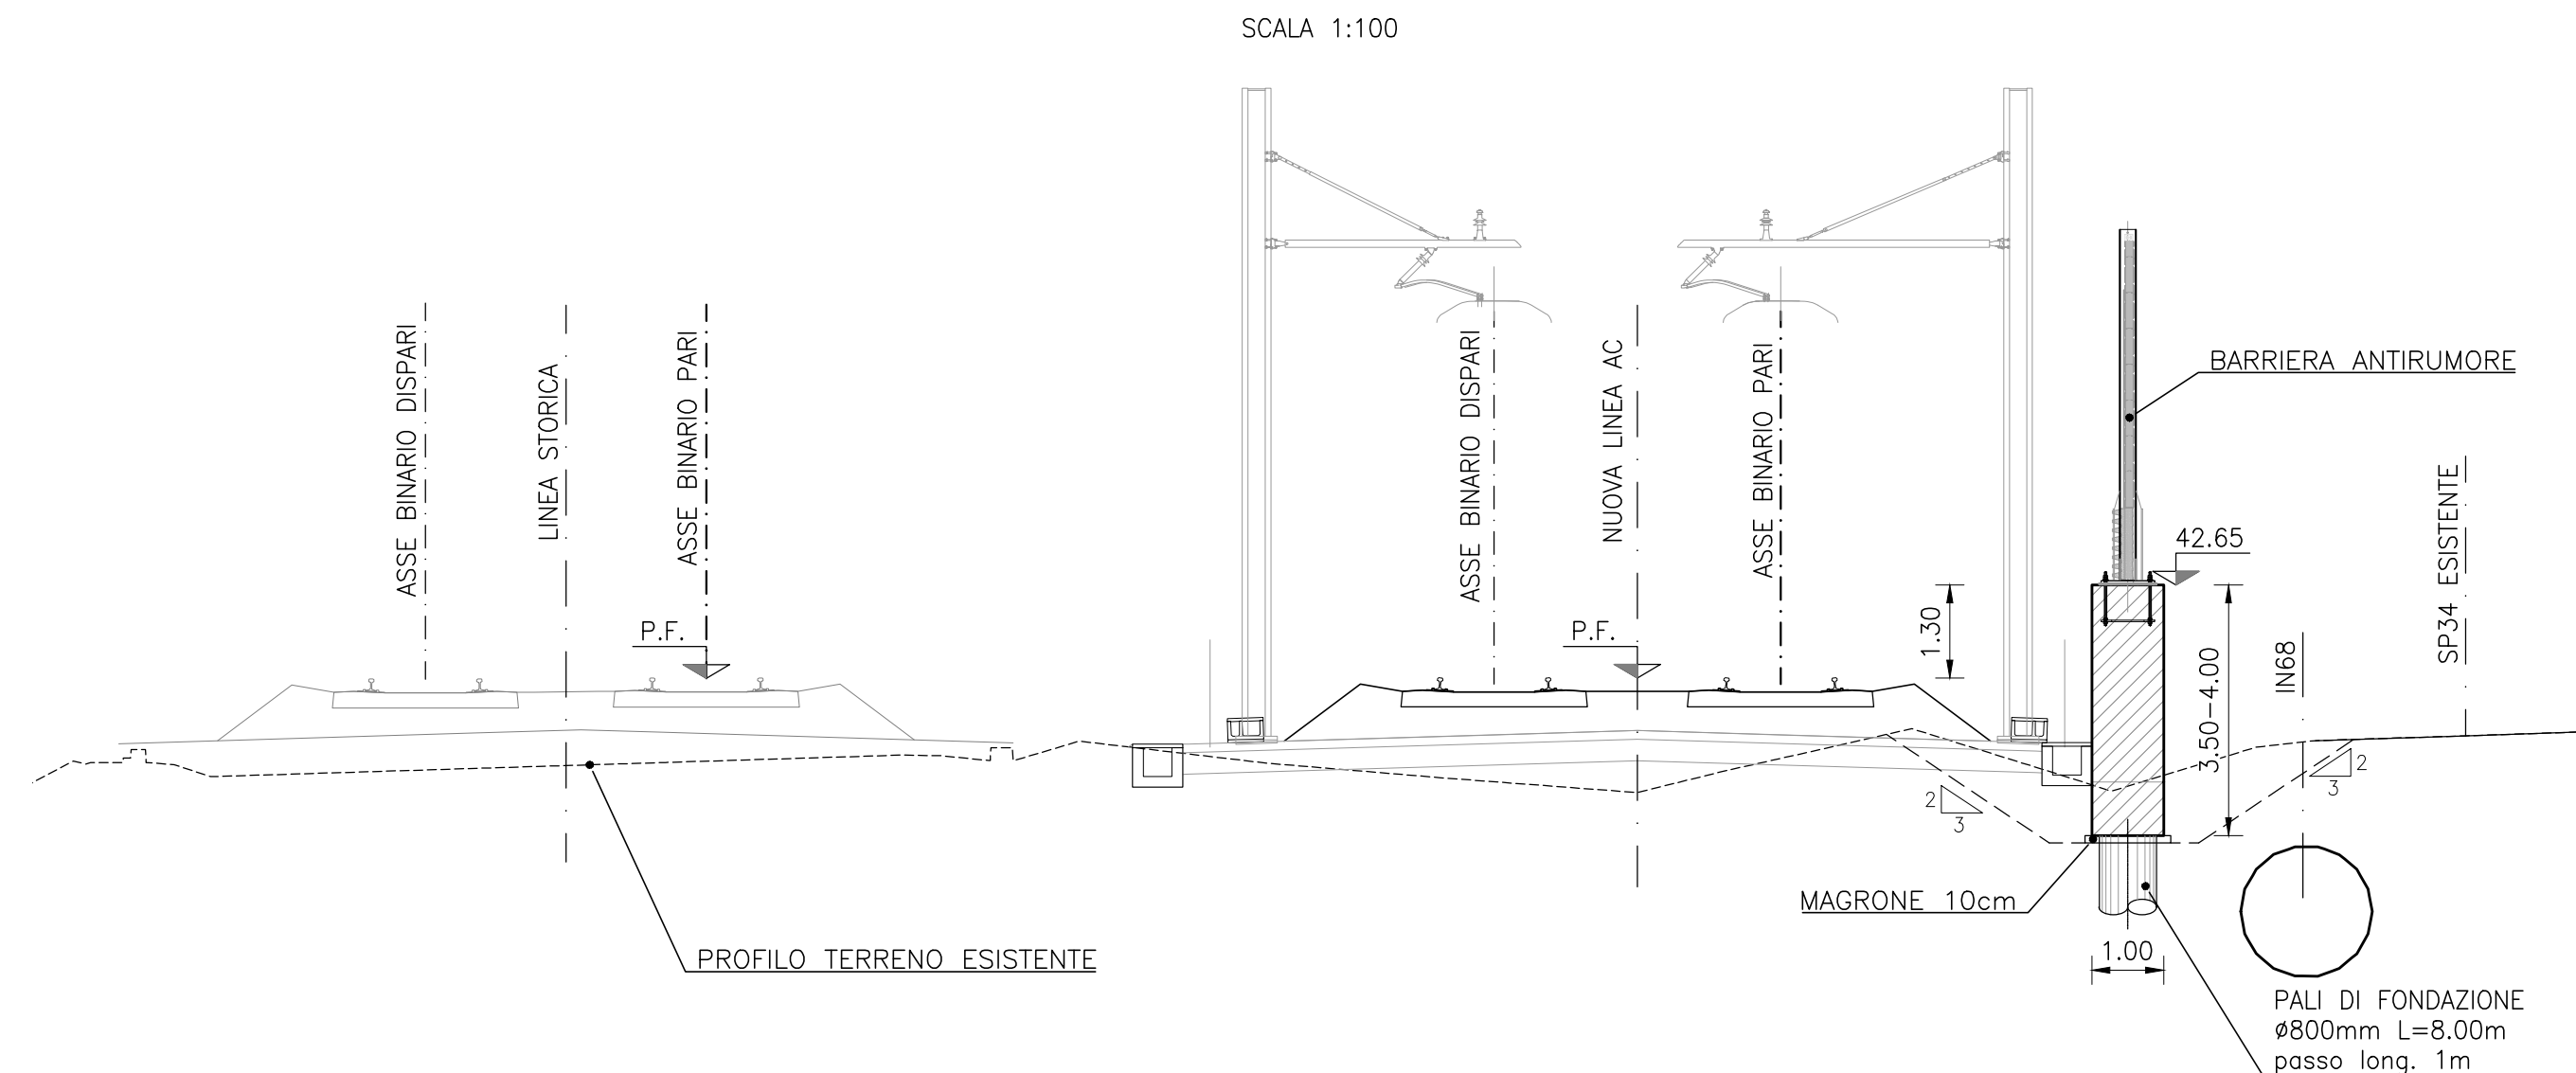 SCALA 1:100
ASSE BINARIO DISPARI
LINEA STORICA
ASSE BINARIO PARI
P.F.
ASSE BINARIO DISPARI
NUOVA LINEA AC
ASSE BINARIO PARI
P.F.
1.30
BARRIERA ANTIRUMORE
42.65
3.50-4.00
IN68
SP34 ESISTENTE
2
3
2
3
MAGRONE 10cm
1.00
PROFILO TERRENO ESISTENTE
PALI DI FONDAZIONE
ø800mm L=8.00m
passo long. 1m